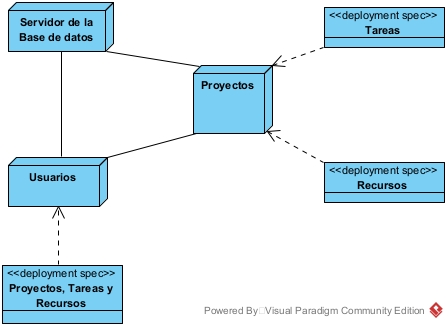 Servidor de la
Base de datos
<<deployment spec>>
Tareas
Proyectos
Usuarios
<<deployment spec>>
Recursos
<<deployment spec>>
Proyectos, Tareas y
Recursos
Powered By Visual Paradigm Community Edition